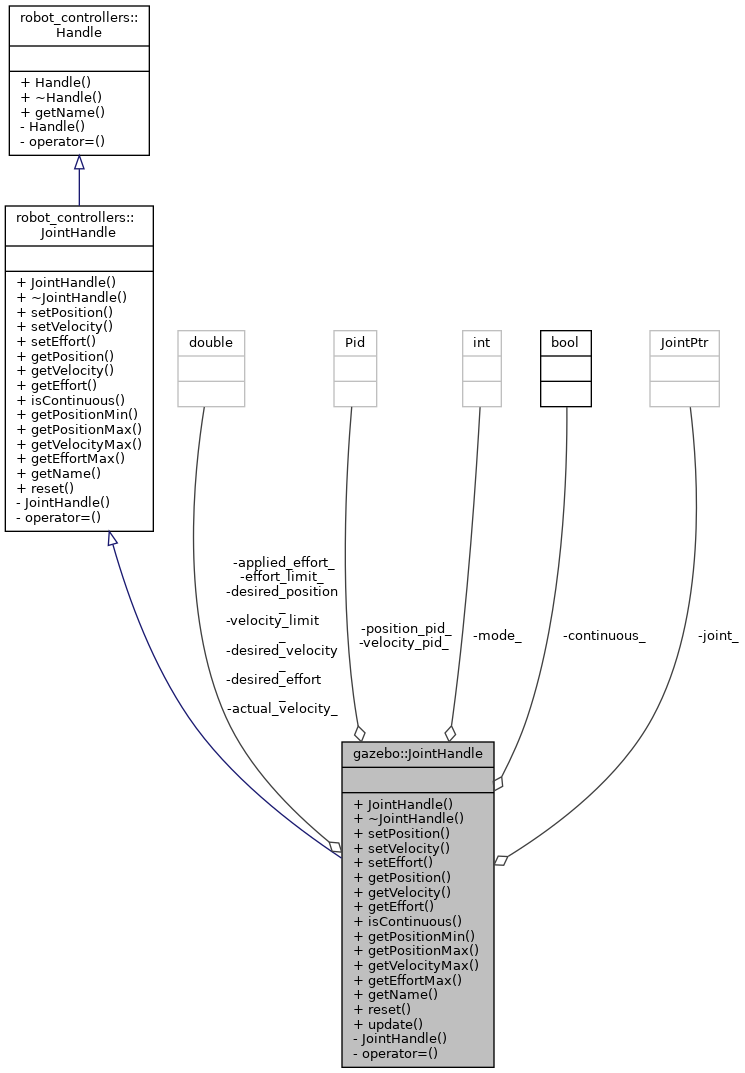 robot_controllers::
Handle
+ Handle()
+ ~Handle()
+ getName()
- Handle()
- operator=()
robot_controllers::
JointHandle
+ JointHandle()
+ ~JointHandle()
+ setPosition()
+ setVelocity()
+ setEffort()
+ getPosition()
+ getVelocity()
+ getEffort()
+ isContinuous()
+ getPositionMin()
+ getPositionMax()
+ getVelocityMax()
+ getEffortMax()
+ getName()
+ reset()
- JointHandle()
- operator=()
double
Pid
int
bool
JointPtr
-applied_effort_
-effort_limit_
-desired_position
_
-velocity_limit
_
-desired_velocity
_
-desired_effort
_
-actual_velocity_
-position_pid_
-velocity_pid_
-mode_
-continuous_
-joint_
gazebo::JointHandle
+ JointHandle()
+ ~JointHandle()
+ setPosition()
+ setVelocity()
+ setEffort()
+ getPosition()
+ getVelocity()
+ getEffort()
+ isContinuous()
+ getPositionMin()
+ getPositionMax()
+ getVelocityMax()
+ getEffortMax()
+ getName()
+ reset()
+ update()
- JointHandle()
- operator=()